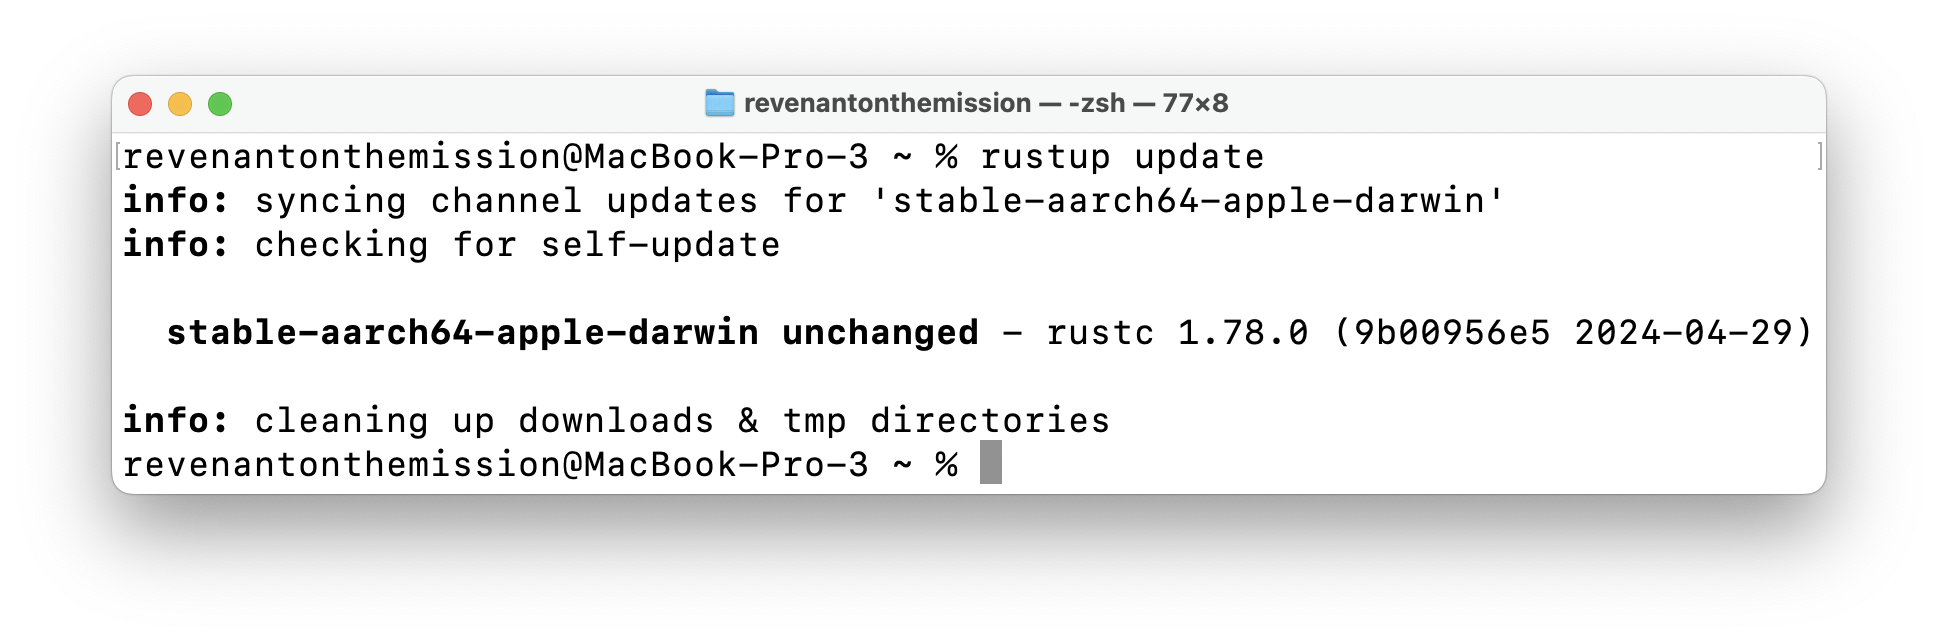 revenantonthemission — -zsh — 77×8
[revenantonthemission@MacBook-Pro-3 ~ % rustup update ]
info: syncing channel updates for 'stable-aarch64-apple-darwin'
info: checking for self-update
stable-aarch64-apple-darwin unchanged - rustc 1.78.0 (9b00956e5 2024-04-29)
info: cleaning up downloads & tmp directories
revenantonthemission@MacBook-Pro-3 ~ %